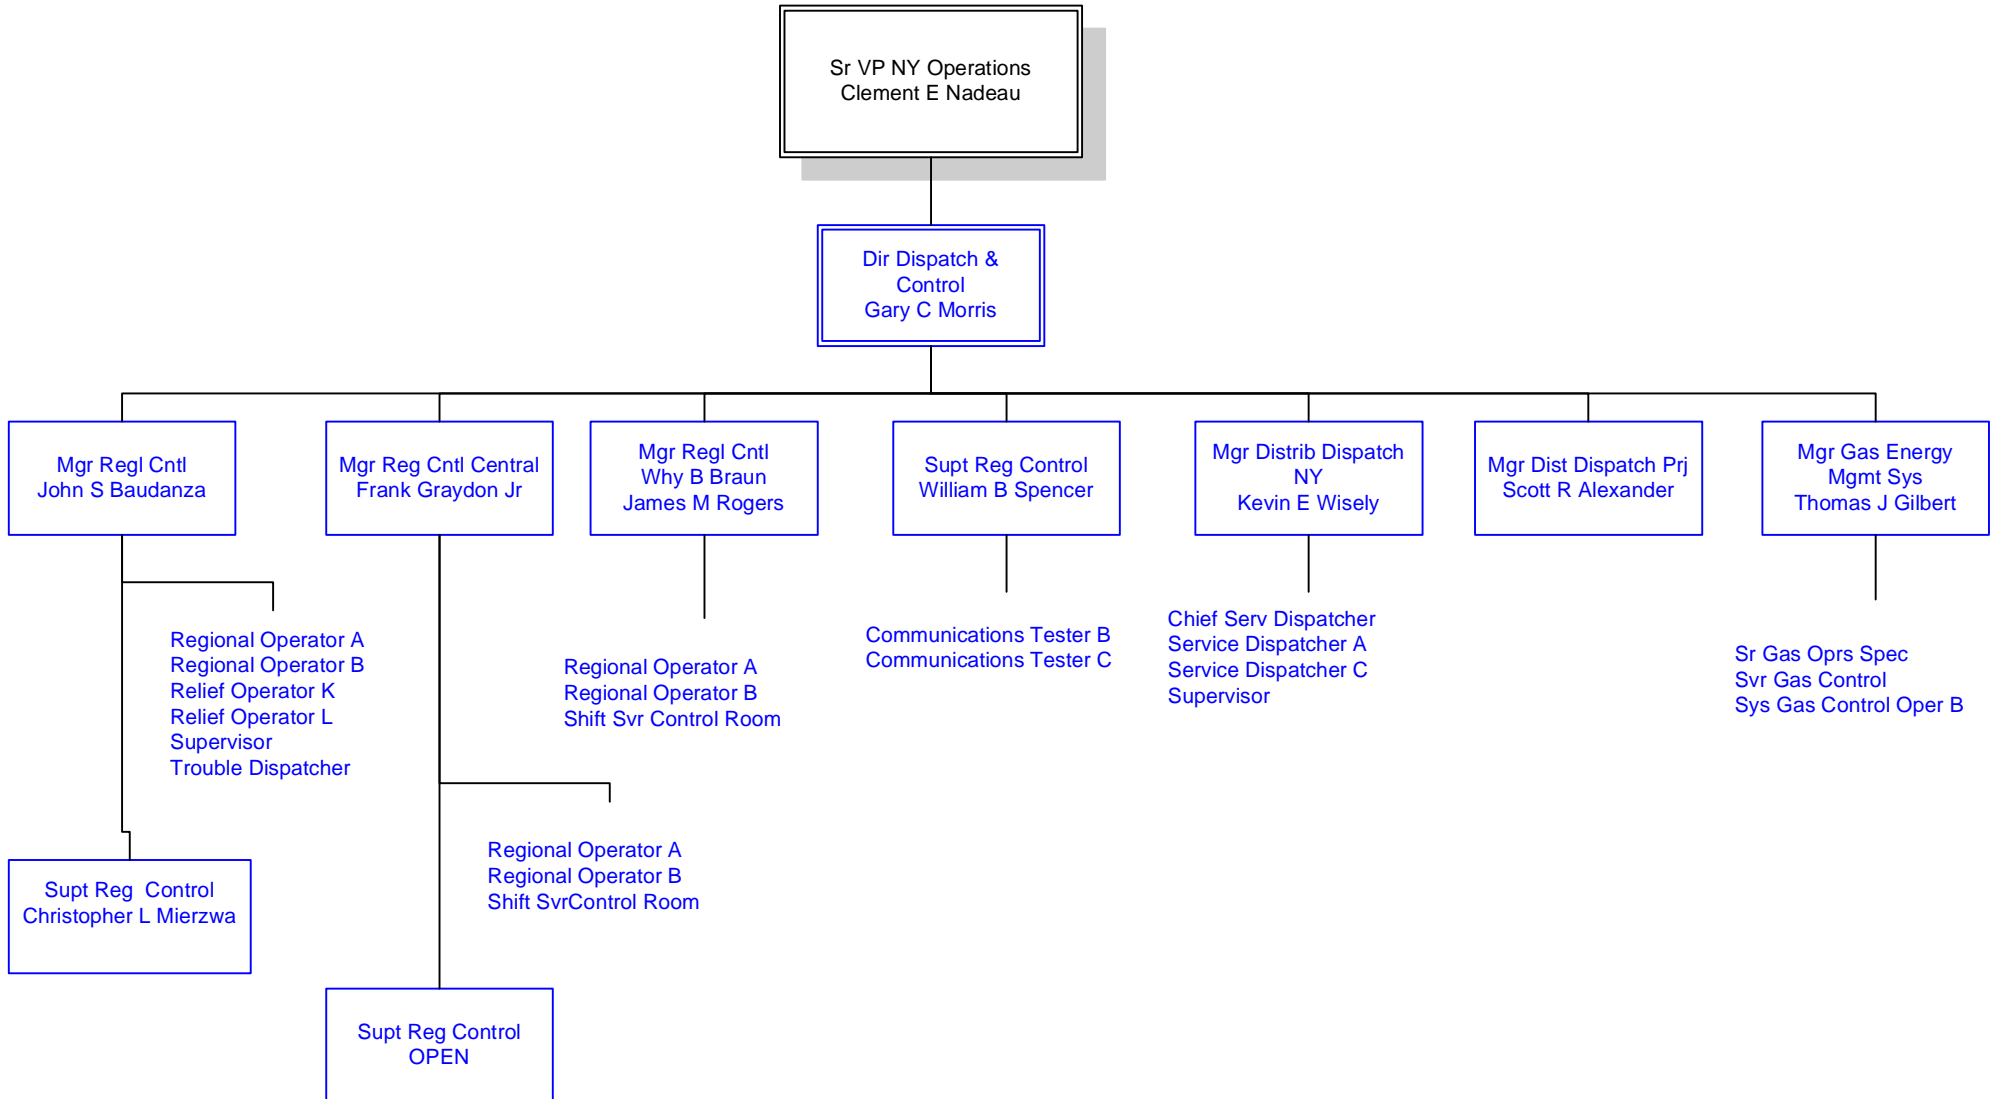 Sr VP NY Operations
Clement E Nadeau
Dir Dispatch &
Control
Gary C Morris
Mgr Regl Cntl
John S Baudanza
Mgr Reg Cntl Central
Frank Graydon Jr
Mgr Regl Cntl
Why B Braun
James M Rogers
Supt Reg Control
William B Spencer
Mgr Distrib Dispatch
NY
Kevin E Wisely
Mgr Dist Dispatch Prj
Scott R Alexander
Mgr Gas Energy
Mgmt Sys
Thomas J Gilbert
Regional Operator A
Regional Operator B
Relief Operator K
Relief Operator L
Supervisor
Trouble Dispatcher
Regional Operator A
Regional Operator B
Shift Svr Control Room
Communications Tester B
Communications Tester C
Chief Serv Dispatcher
Service Dispatcher A
Service Dispatcher C
Supervisor
Sr Gas Oprs Spec
Svr Gas Control
Sys Gas Control Oper B
Regional Operator A
Regional Operator B
Shift SvrControl Room
Supt Reg  Control
Christopher L Mierzwa
Supt Reg Control
OPEN